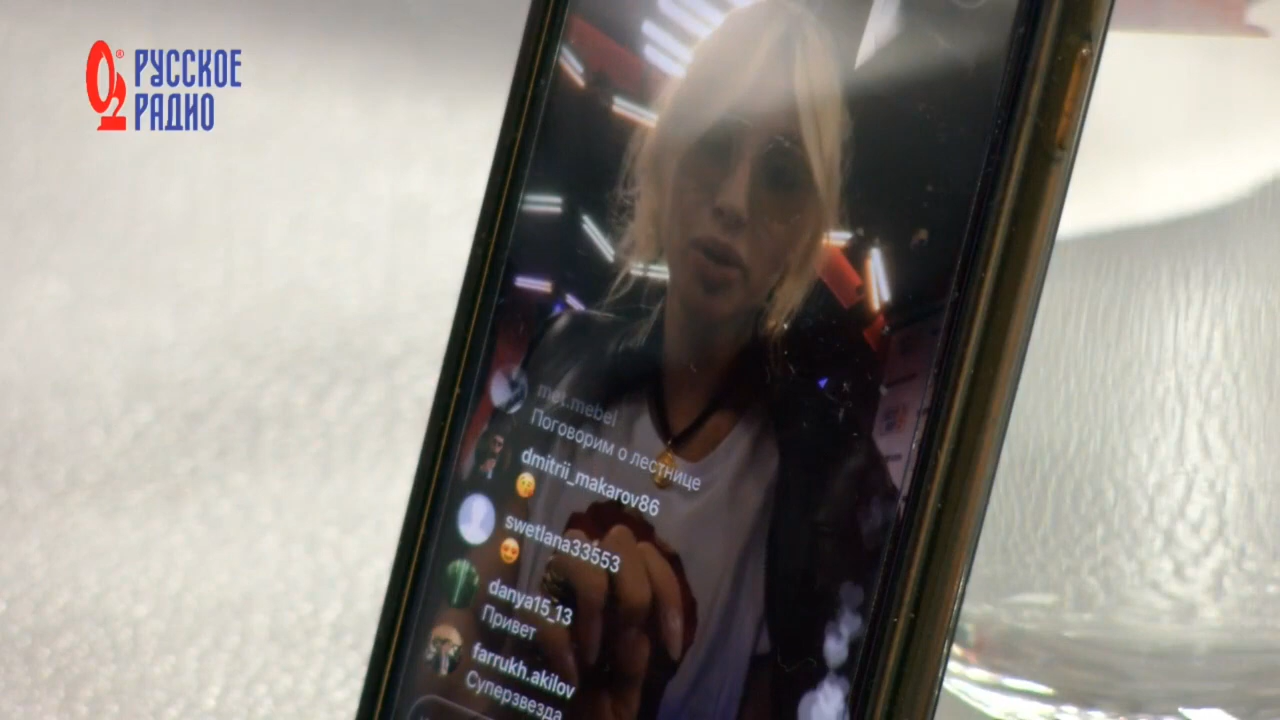 РУССКОЕ
РАДИО
met.mebel
Поговорим о лестнице
dmitrii_makarov86
😘
swetlana33553
😍
danya15_13
Привет
farrukh.akilov
Суперзвезда